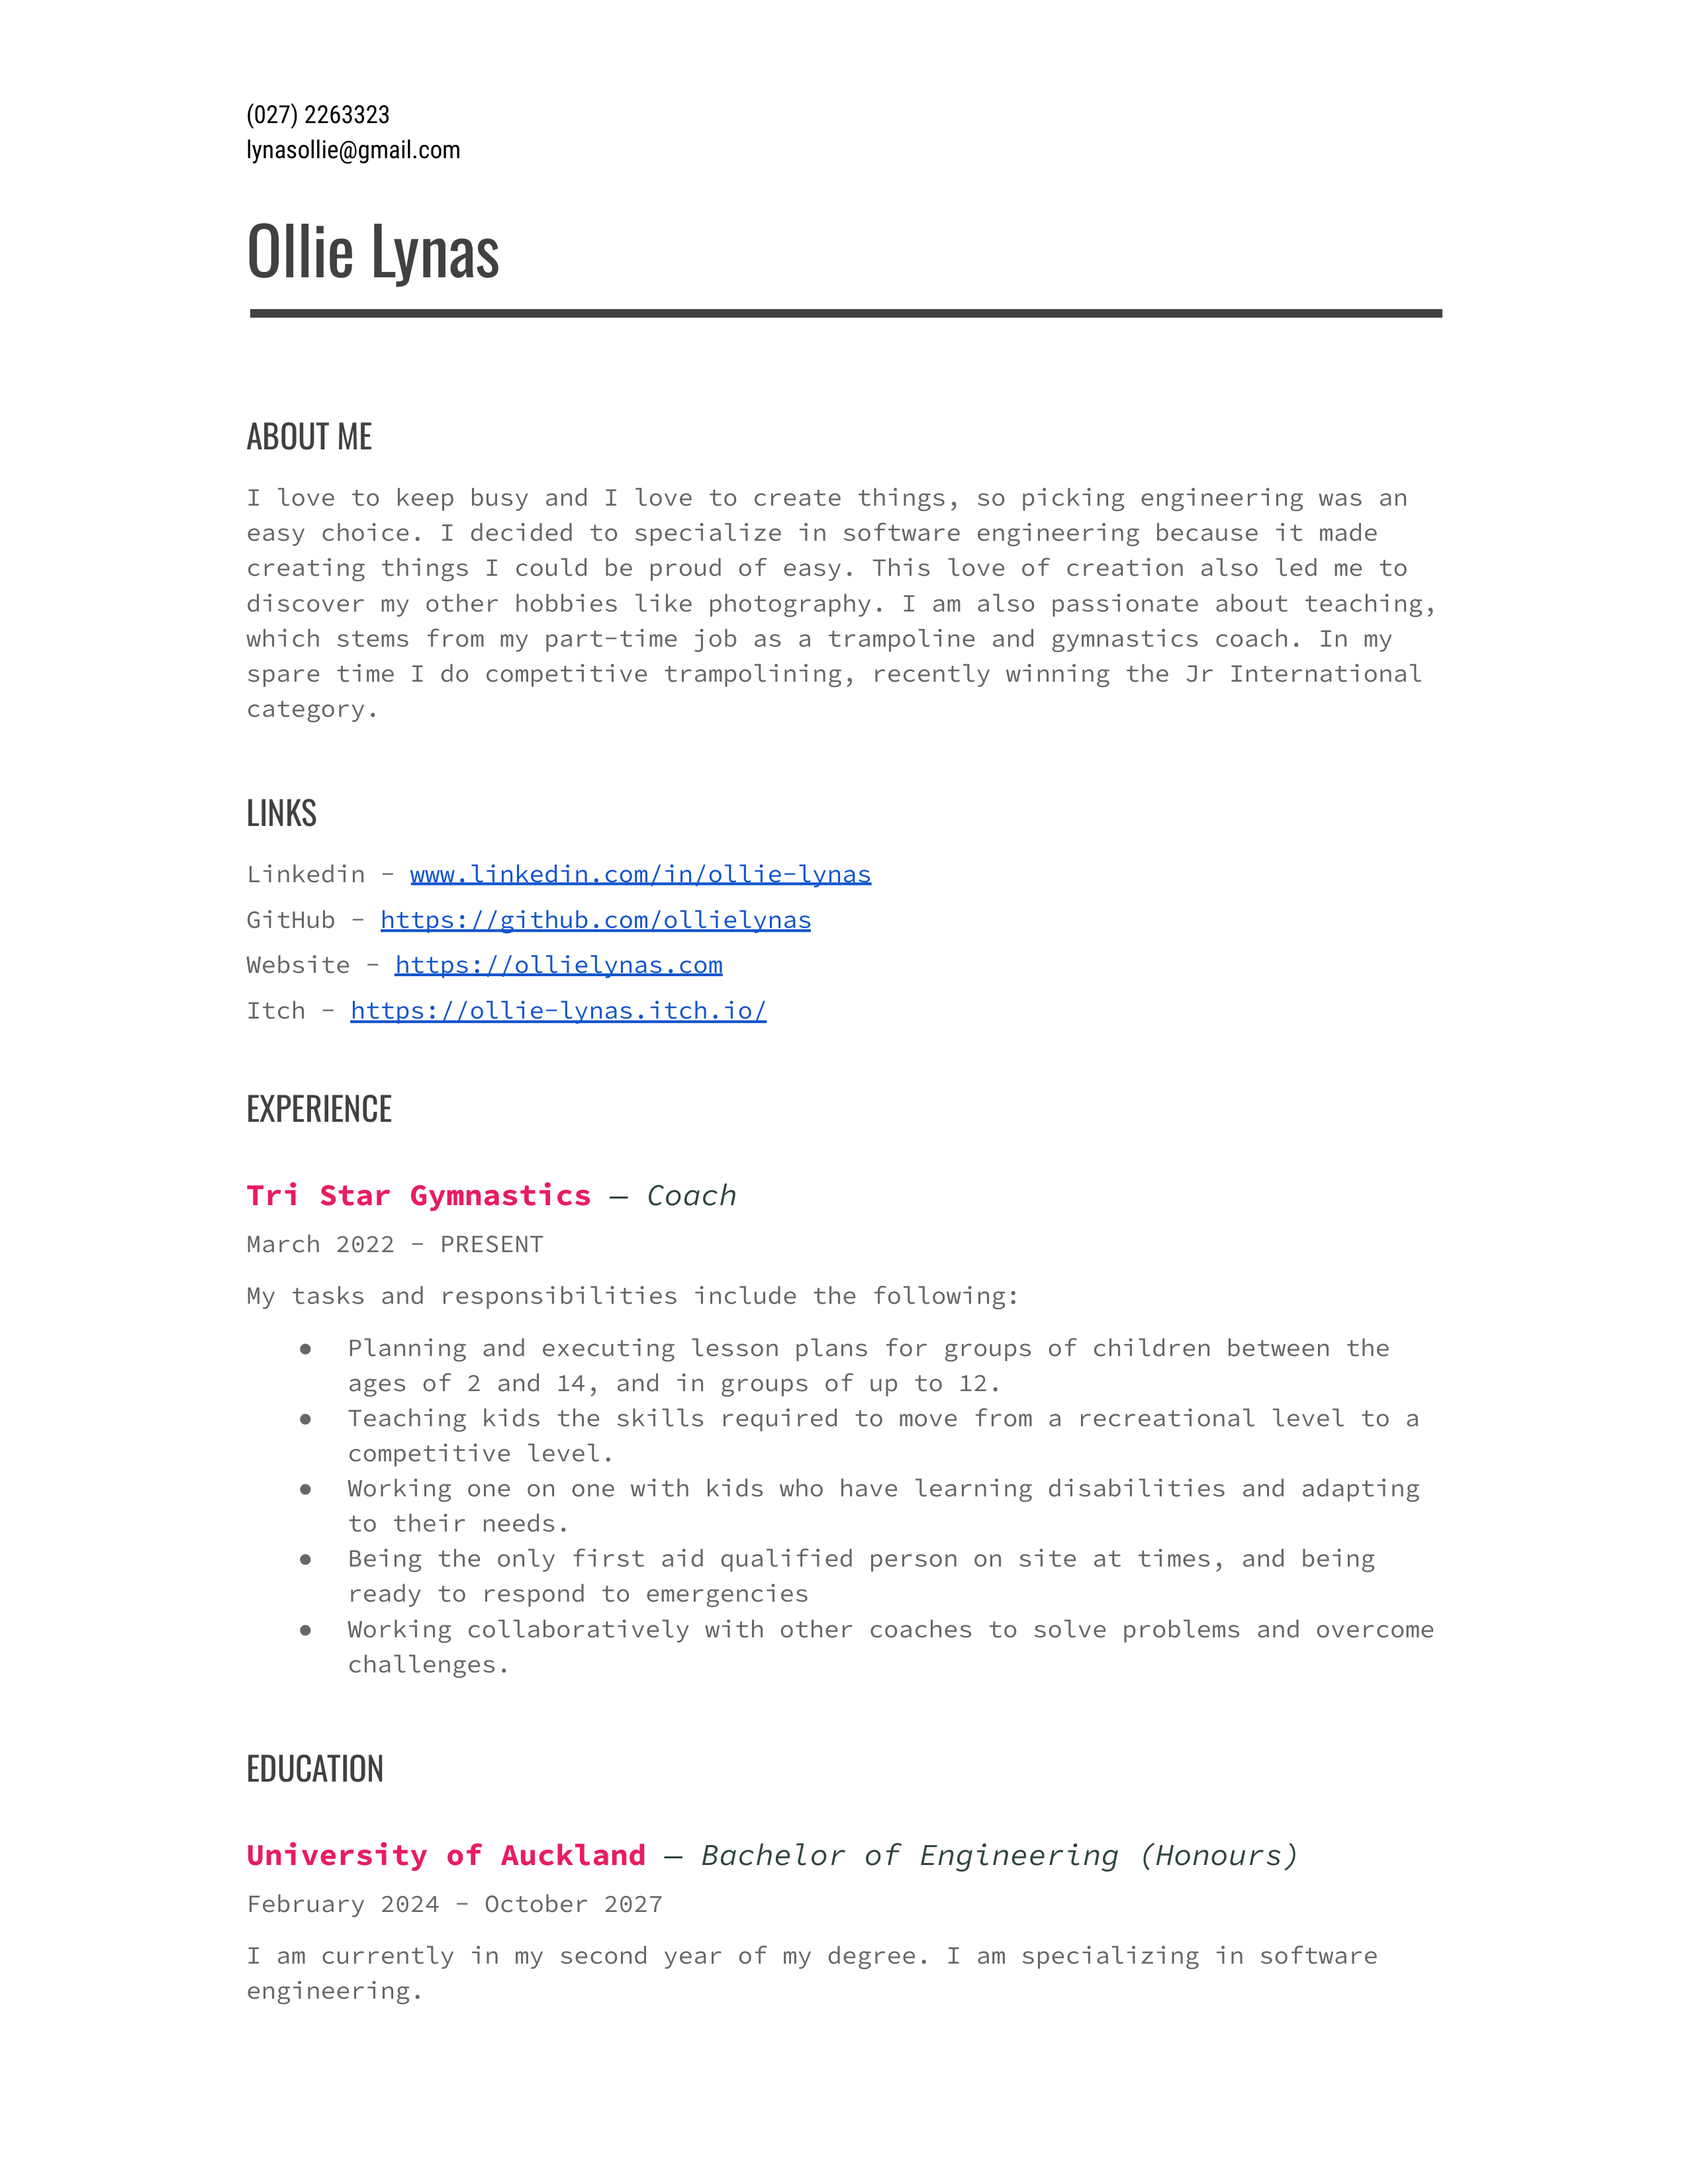 (027) 2263323
lynasollie@gmail.com
Ollie Lynas
ABOUT ME
I love to keep busy and I love to create things, so picking engineering was an
easy choice. I decided to specialize in software engineering because it made
creating things I could be proud of easy. This love of creation also led me to
discover my other hobbies like photography. I am also passionate about teaching,
which stems from my part-time job as a trampoline and gymnastics coach. In my
spare time I do competitive trampolining, recently winning the Jr International
category.
LINKS
Linkedin - www.linkedin.com/in/ollie-lynas
GitHub - https://github.com/ollielynas
Website - https://ollielynas.com
Itch - https://ollie-lynas.itch.io/
EXPERIENCE
Tri Star Gymnastics — Coach
March 2022 - PRESENT
My tasks and responsibilities include the following:
● Planning and executing lesson plans for groups of children between the
ages of 2 and 14, and in groups of up to 12.
● Teaching kids the skills required to move from a recreational level to a
competitive level.
● Working one on one with kids who have learning disabilities and adapting
to their needs.
● Being the only first aid qualified person on site at times, and being
ready to respond to emergencies
● Working collaboratively with other coaches to solve problems and overcome
challenges.
EDUCATION
University of Auckland — Bachelor of Engineering (Honours)
February 2024 - October 2027
I am currently in my second year of my degree. I am specializing in software
engineering.